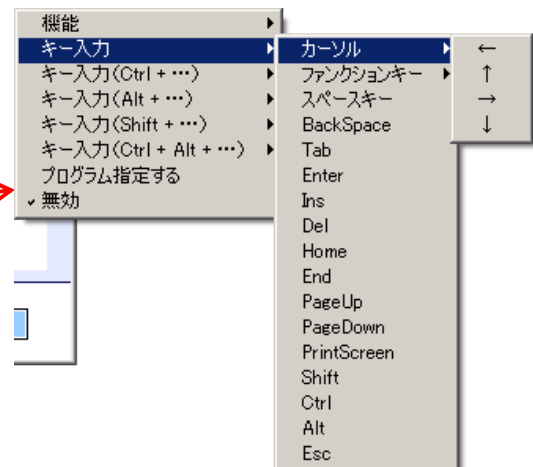 機能
キー入力
キー入力(Ctrl + …)
キー入力(Alt + …)
キー入力(Shift + …)
キー入力(Ctrl + Alt + …)
プログラム指定する
無効
カーソル
ファンクションキー
スペースキー
BackSpace
Tab
Enter
Ins
Del
Home
End
PageUp
PageDown
PrintScreen
Shift
Ctrl
Alt
Esc
←
↑
→
↓